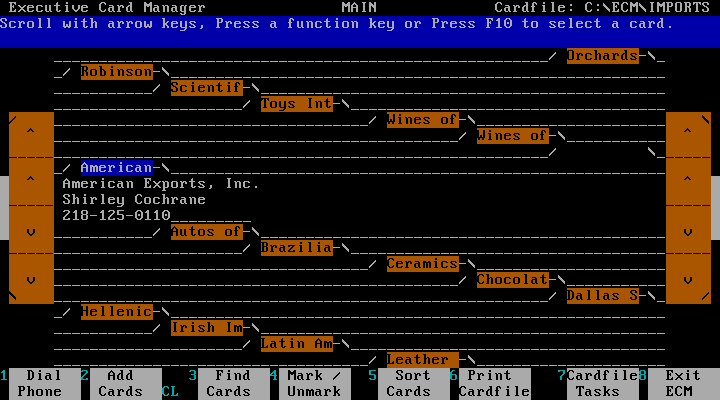 Executive Card Manager MAIN Cardfile: C:\ECM\IMPORTS
Scroll with arrow keys, Press a function key or Press F10 to select a card.
Orchards
Robinson
Scientif
Toys Int
Wines of
Wines of
American
American Exports, Inc.
Shirley Cochrane
218-125-0110
Autos of
Brazilia
Ceramics
Chocolat
Dallas S
Hellenic
Irish Im
Latin Am
Leather
1 Dial 2 Add 3 Find 4 Mark / 5 Sort 6 Print 7 Cardfile 8 Exit
Phone Cards CL Cards Unmark Cards Cardfile Tasks ECM